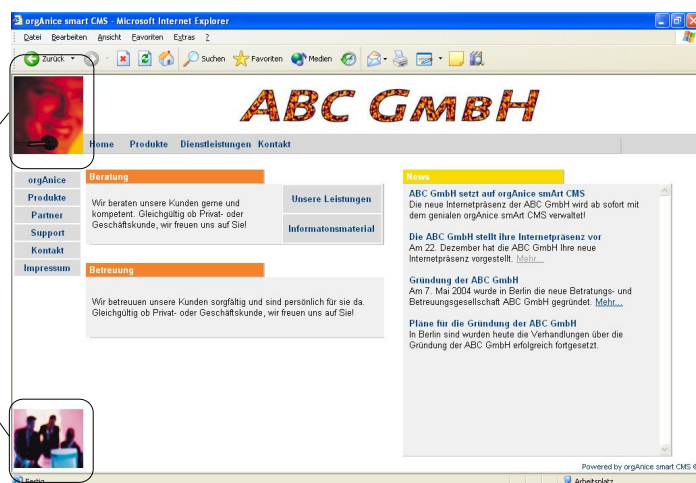 orgAnice smart CMS - Microsoft Internet Explorer
Datei Bearbeiten Ansicht Favoriten Extras ?
Zurück Suchen Favoriten Medien
ABC GMBH
Home Produkte Dienstleistungen Kontakt
orgAnice
Produkte
Partner
Support
Kontakt
Impressum
Beratung
Wir beraten unsere Kunden gerne und
kompetent. Gleichgültig ob Privat- oder
Geschäftskunde, wir freuen uns auf Sie!
Unsere Leistungen
Informatonsmaterial
Betreuung
Wir betreuuen unsere Kunden sorgfältig und sind persönlich für sie da.
Gleichgültig ob Privat- oder Geschäftskunde, wir freuen uns auf Sie!
News
ABC GmbH setzt auf orgAnice smArt CMS
Die neue Internetpräsenz der ABC GmbH wird ab sofort mit
dem genialen orgAnice smArt CMS verwaltet!
Die ABC GmbH stellt ihre Internetpräsenz vor
Am 22. Dezember hat die ABC GmbH Ihre neue
Internetpräsenz vorgestellt. Mehr...
Gründung der ABC GmbH
Am 7. Mai 2004 wurde in Berlin die neue Betratungs- und
Betreuungsgesellschaft ABC GmbH gegründet. Mehr...
Pläne für die Gründung der ABC GmbH
In Berlin sind wurden heute die Verhandlungen über die
Gründung der ABC GmbH erfolgreich fortgesetzt.
Powered by orgAnice smart CMS ©
Fertig Arbeitsplatz